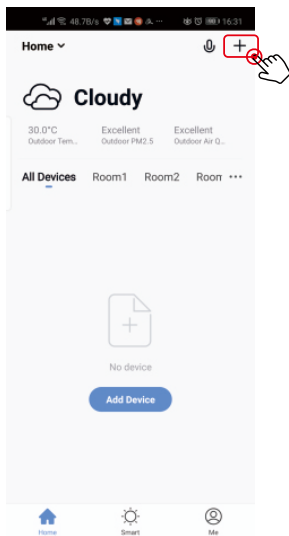 48.7B/s 16:31
Home
Cloudy
30.0°C Excellent Excellent
Outdoor Tem... Outdoor PM2.5 Outdoor Air Q...
All Devices Room1 Room2 Room ...
No device
Add Device
Home Smart Me